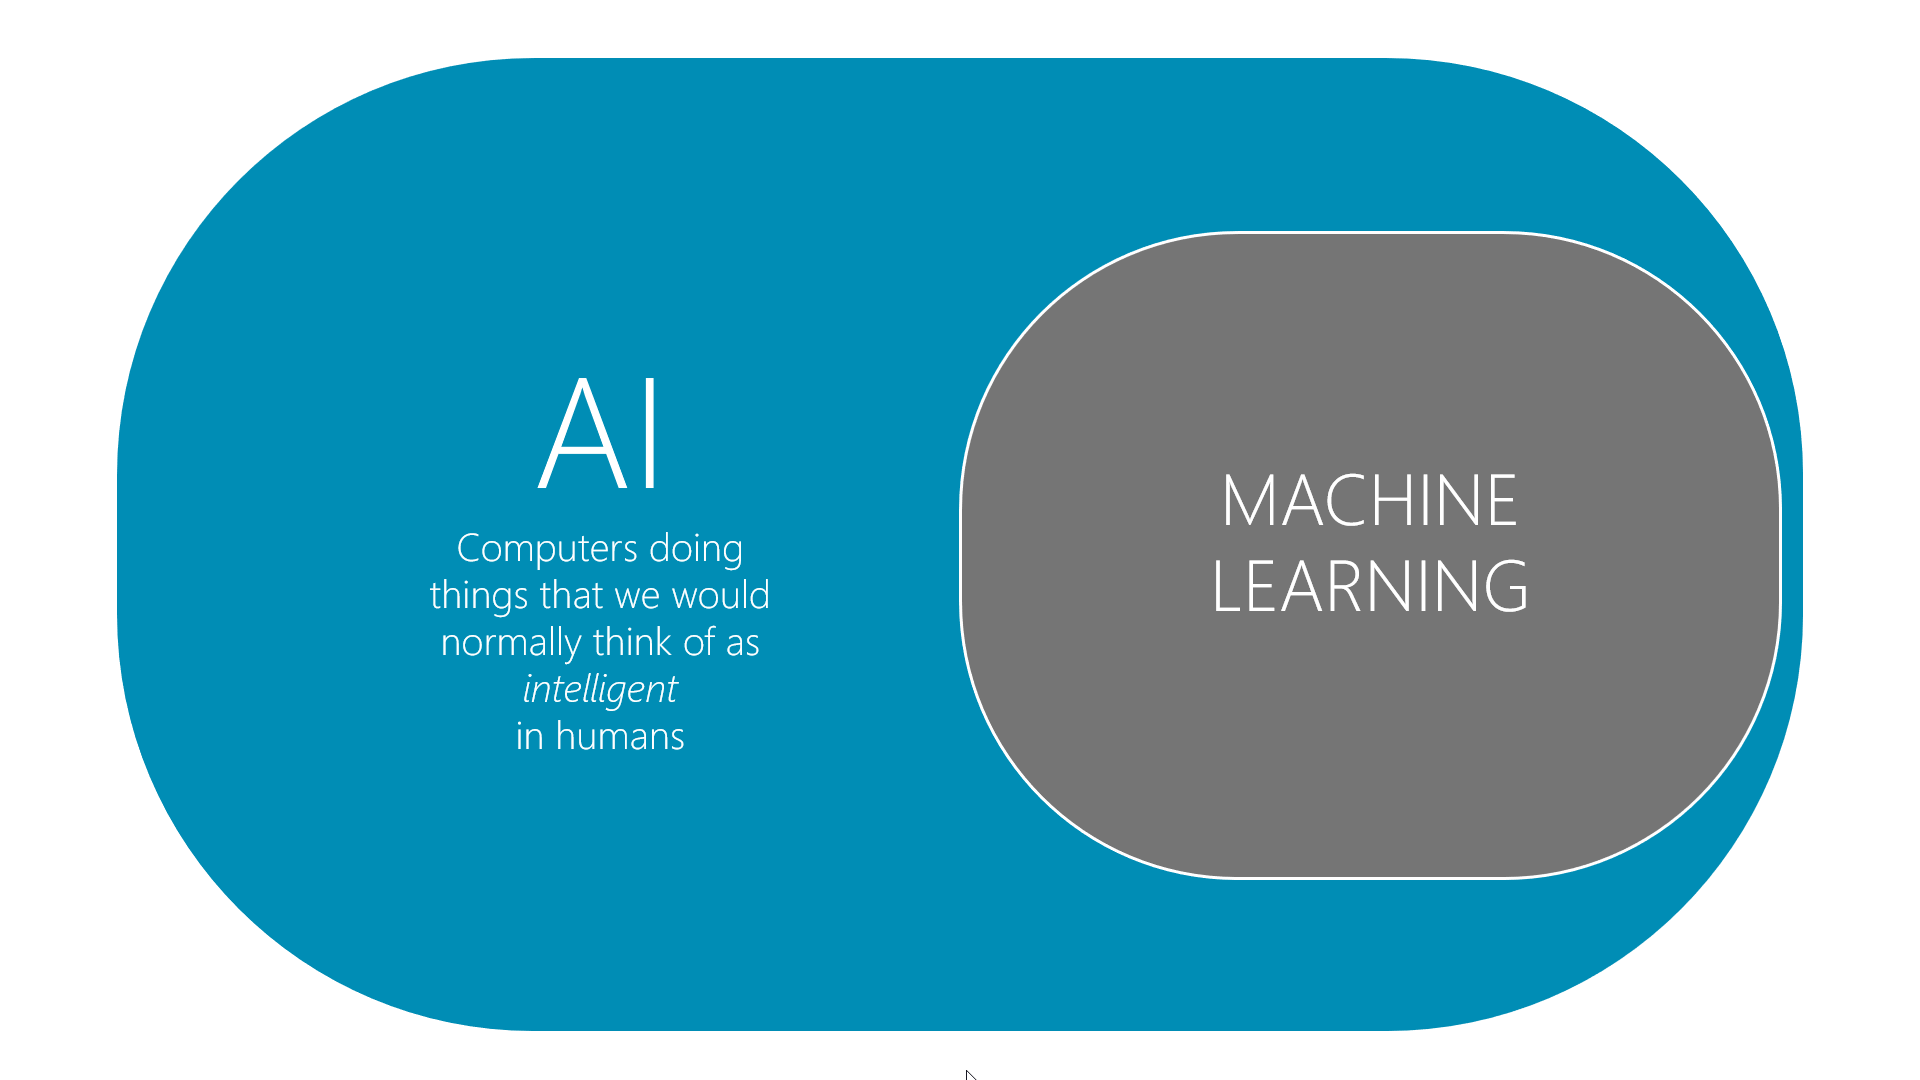 AI
Computers doing
things that we would
normally think of as
intelligent
in humans
MACHINE
LEARNING